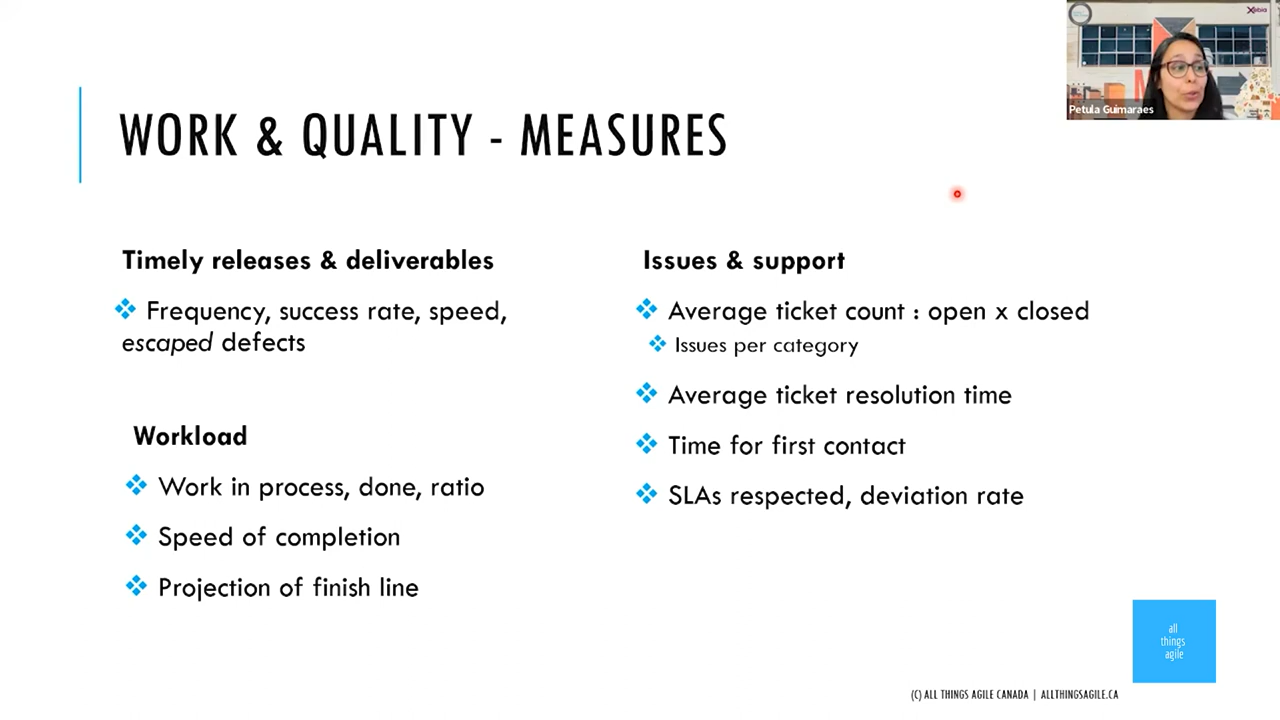 Xebia
Petula Guimaraes
WORK & QUALITY - MEASURES
Timely releases & deliverables
Frequency, success rate, speed,
escaped defects
Workload
Work in process, done, ratio
Speed of completion
Projection of finish line
Issues & support
Average ticket count : open x closed
Issues per category
Average ticket resolution time
Time for first contact
SLAs respected, deviation rate
all
things
agile
(C) ALL THINGS AGILE CANADA | ALLTHINGSAGILE.CA